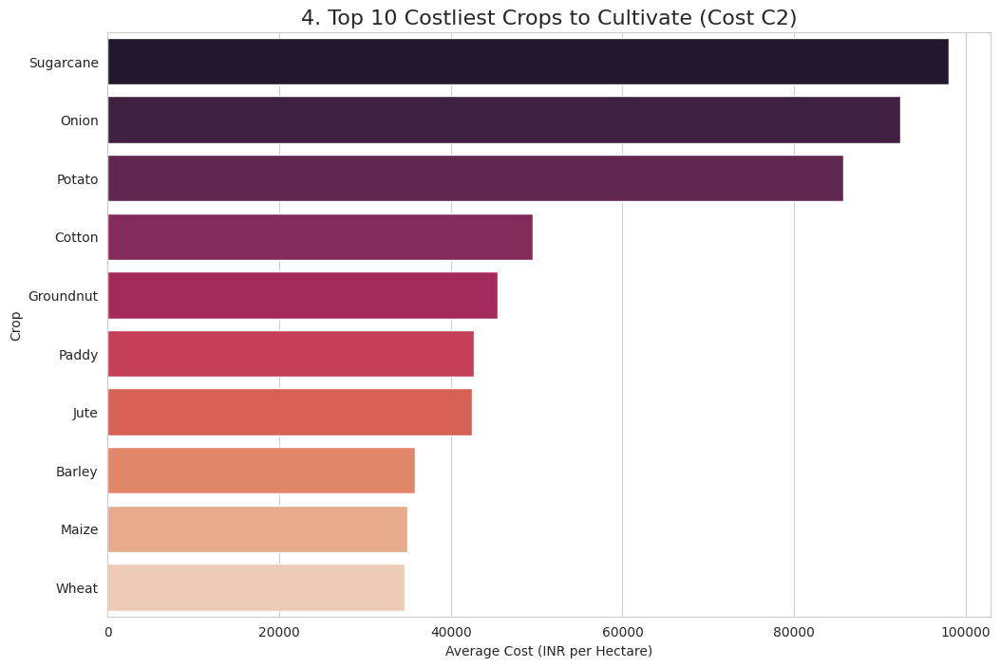 4. Top 10 Costliest Crops to Cultivate (Cost C2)
Crop
Sugarcane
Onion
Potato
Cotton
Groundnut
Paddy
Jute
Barley
Maize
Wheat
0 20000 40000 60000 80000 100000
Average Cost (INR per Hectare)